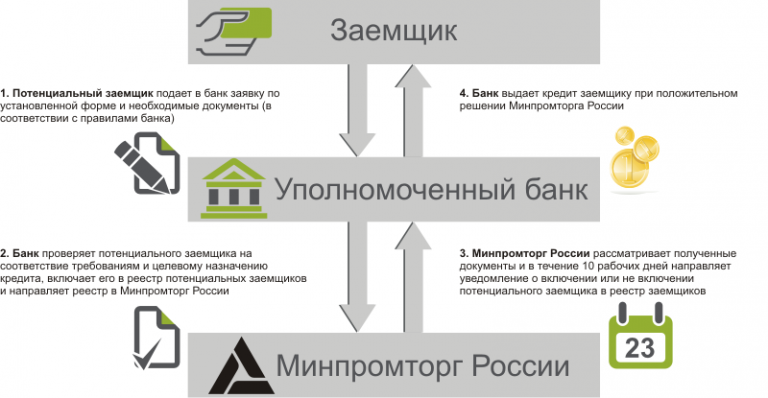 Заемщик
1. Потенциальный заемщик подает в банк заявку по
установленной форме и необходимые документы (в
соответствии с правилами банка)
4. Банк выдает кредит заемщику при положительном
решении Минпромторга России
Уполномоченный банк
2. Банк проверяет потенциального заемщика на
соответствие требованиям и целевому назначению
кредита, включает его в реестр потенциальных заемщиков
и направляет реестр в Минпромторг России
3. Минпромторг России рассматривает полученные
документы и в течение 10 рабочих дней направляет
уведомление о включении или не включении
потенциального заемщика в реестр заемщиков
23
Минпромторг России